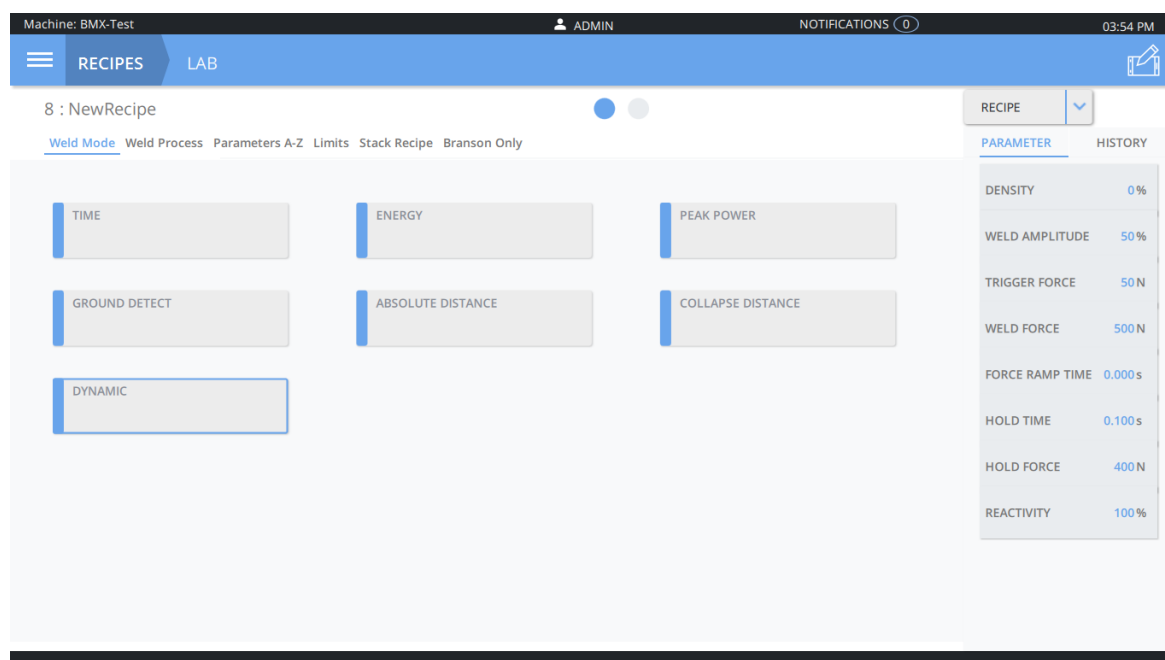 Machine: BMX-Test ADMIN NOTIFICATIONS 0 03:54 PM
RECIPES LAB
8 : NewRecipe
RECIPE
Weld Mode Weld Process Parameters A-Z Limits Stack Recipe Branson Only
PARAMETER HISTORY
TIME ENERGY PEAK POWER
GROUND DETECT ABSOLUTE DISTANCE COLLAPSE DISTANCE
DYNAMIC
DENSITY 0%
WELD AMPLITUDE 50%
TRIGGER FORCE 50N
WELD FORCE 500N
FORCE RAMP TIME 0.000s
HOLD TIME 0.100s
HOLD FORCE 400N
REACTIVITY 100%